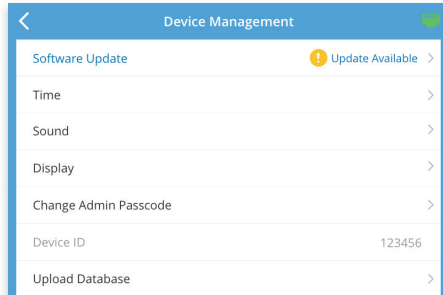 Device Management
Software Update ! Update Available
Time
Sound
Display
Change Admin Passcode
Device ID 123456
Upload Database